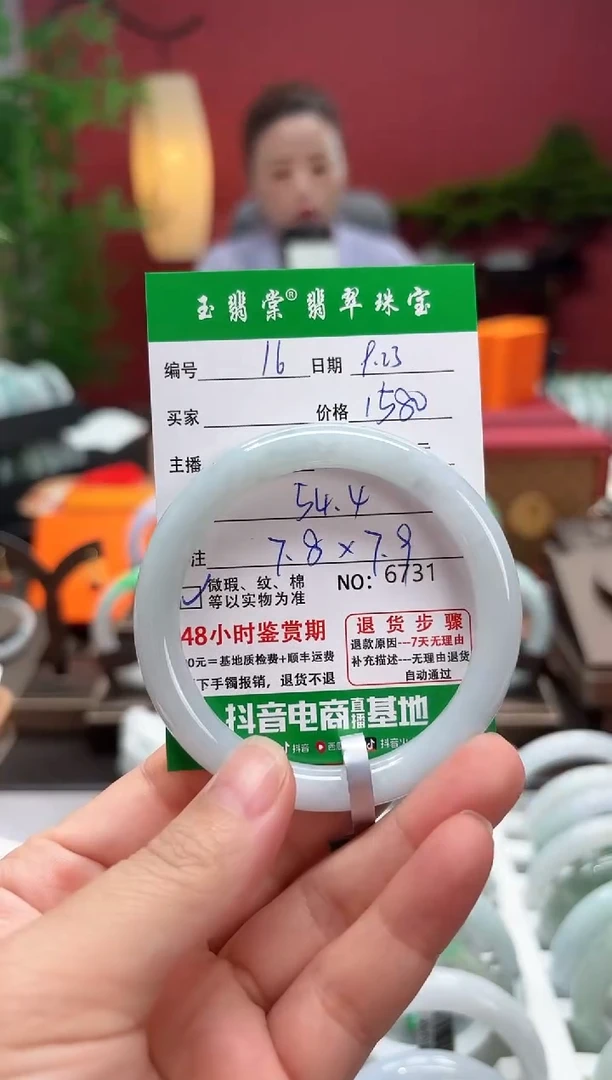 玉翡棠®翡翠珠宝
编号 16 日期 9.23
买家 价格 1580
主播 元
54.4
注 7.8×7.9
微瑕、纹、棉
等以实物为准
NO: 6731
48小时鉴赏期
0元=基地质检费+顺丰运费
下手镯报销，退货不退
退货步骤
退款原因---7天无理由
补充描述---无理由退货
自动通过
抖音电商直播基地
抖音